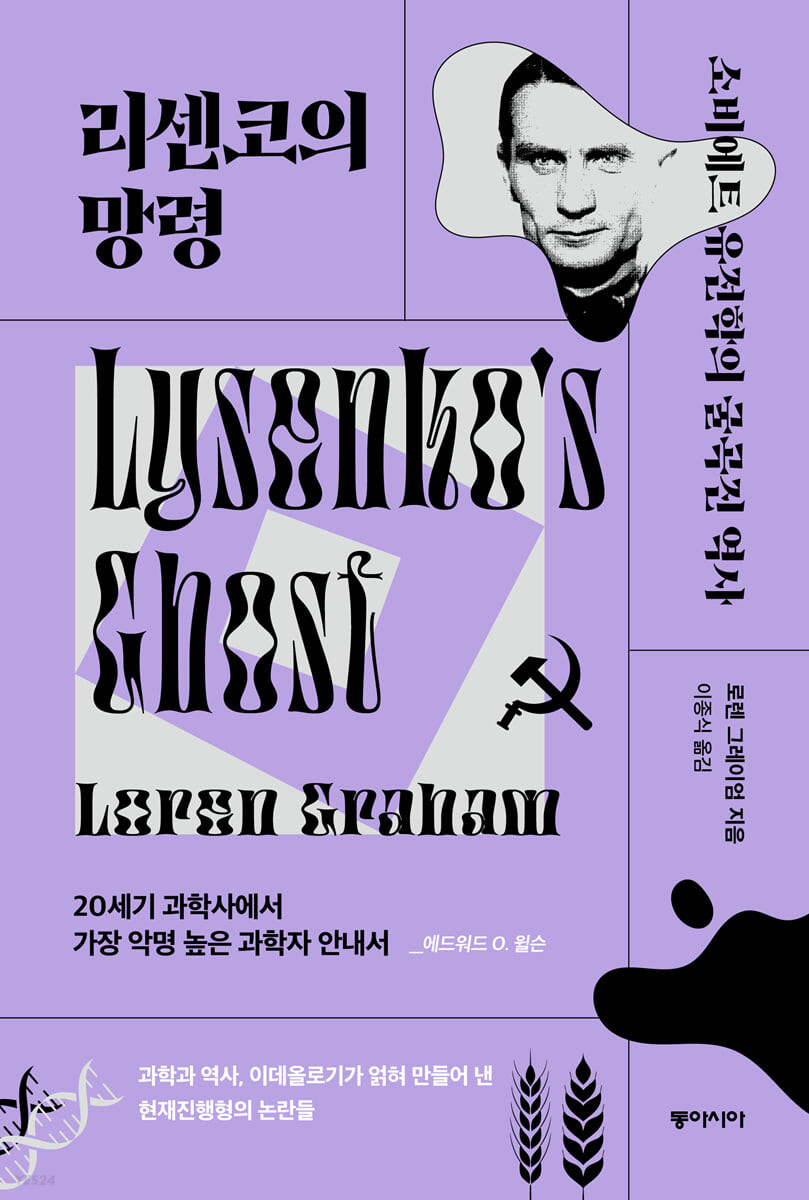 리센코의
망령
소비에트 유전학의 굴곡진 역사
Lysenko's
Ghost
Loren Graham
로렌 그레이엄 지음
이종식 옮김
20세기 과학사에서
가장 악명 높은 과학자 안내서 _에드워드 O. 윌슨
과학과 역사, 이데올로기가 얽혀 만들어 낸
현재진행형의 논란들
동아시아
YES24